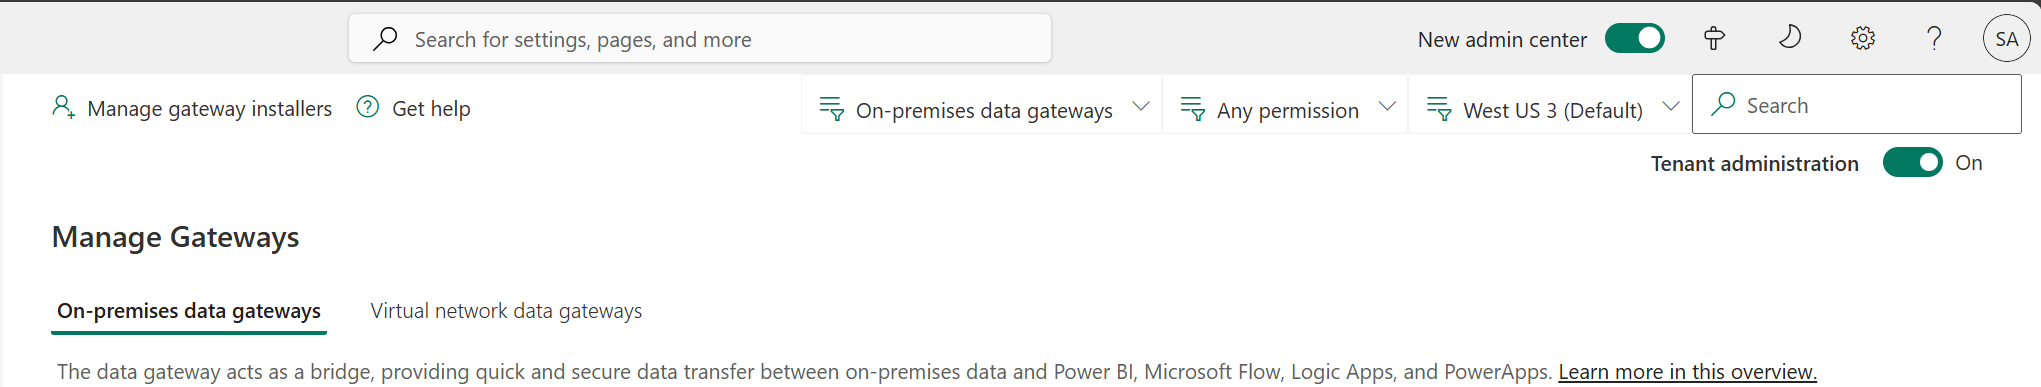 Search for settings, pages, and more
New admin center
SA
Manage gateway installers
Get help
On-premises data gateways
Any permission
West US 3 (Default)
Search
Tenant administration
On
Manage Gateways
On-premises data gateways
Virtual network data gateways
The data gateway acts as a bridge, providing quick and secure data transfer between on-premises data and Power BI, Microsoft Flow, Logic Apps, and PowerApps. Learn more in this overview.